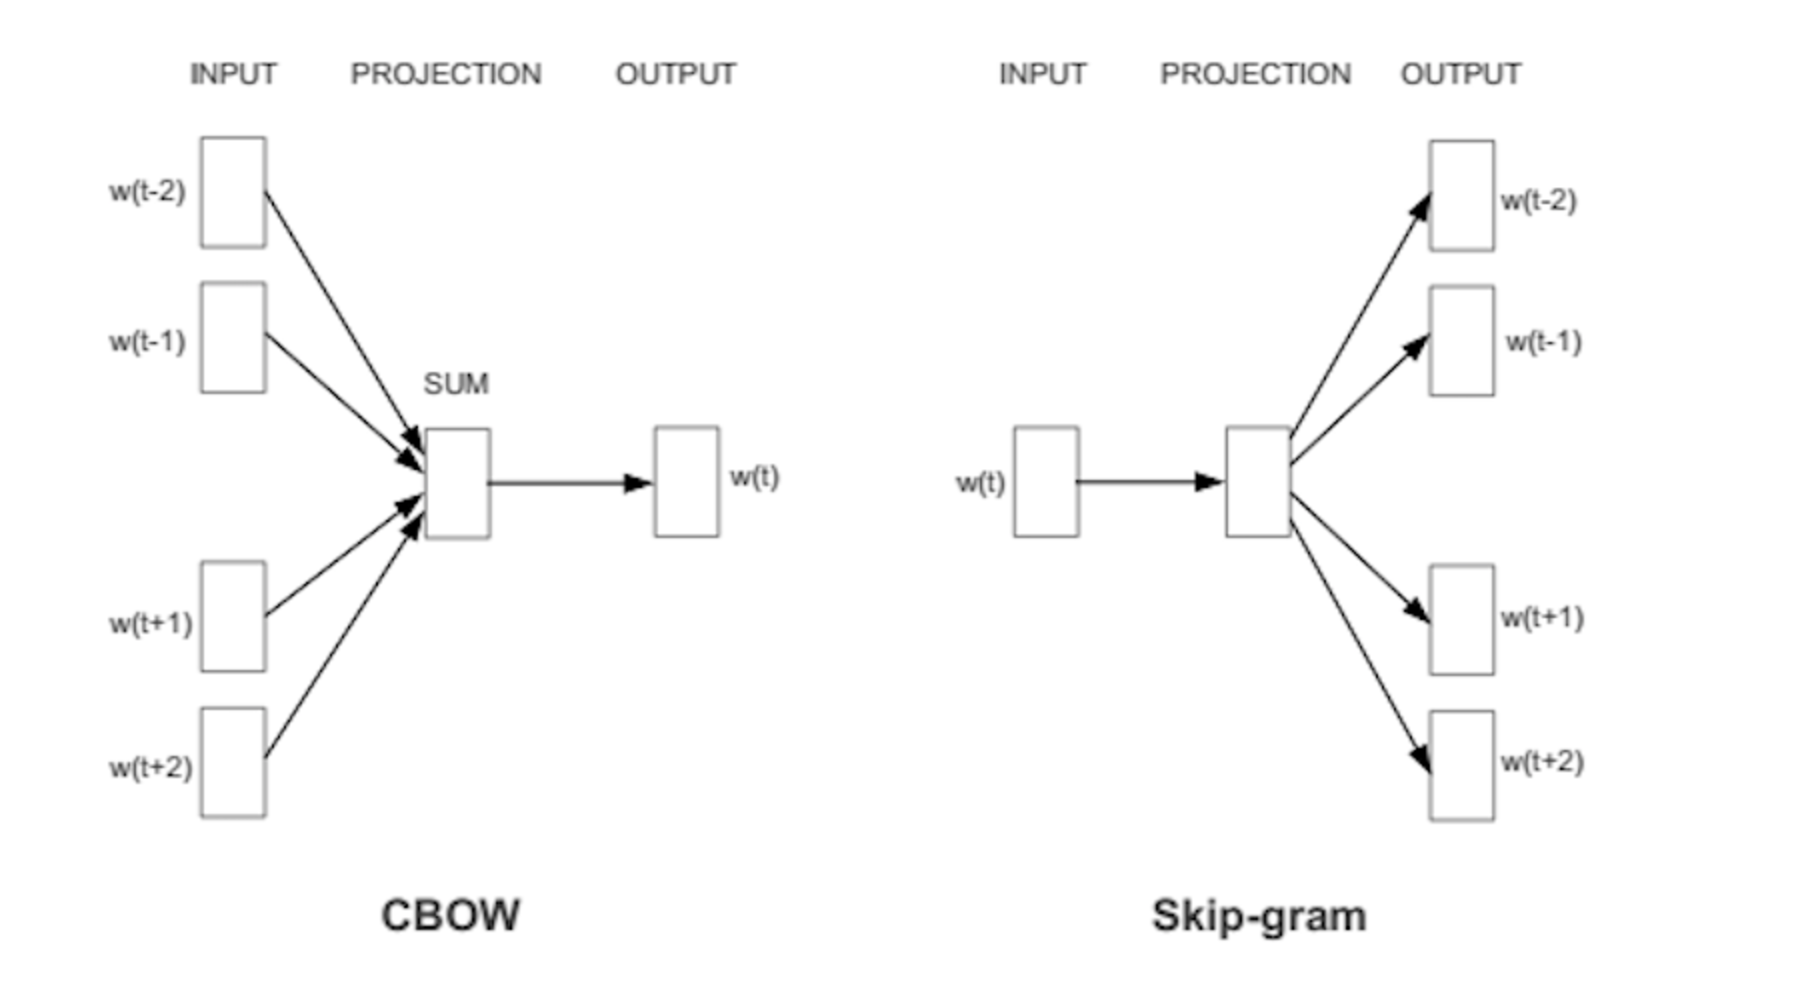 INPUT PROJECTION OUTPUT
w(t-2)
w(t-1)
SUM
w(t)
w(t+1)
w(t+2)
CBOW
INPUT PROJECTION OUTPUT
w(t-2)
w(t-1)
w(t)
w(t+1)
w(t+2)
Skip-gram